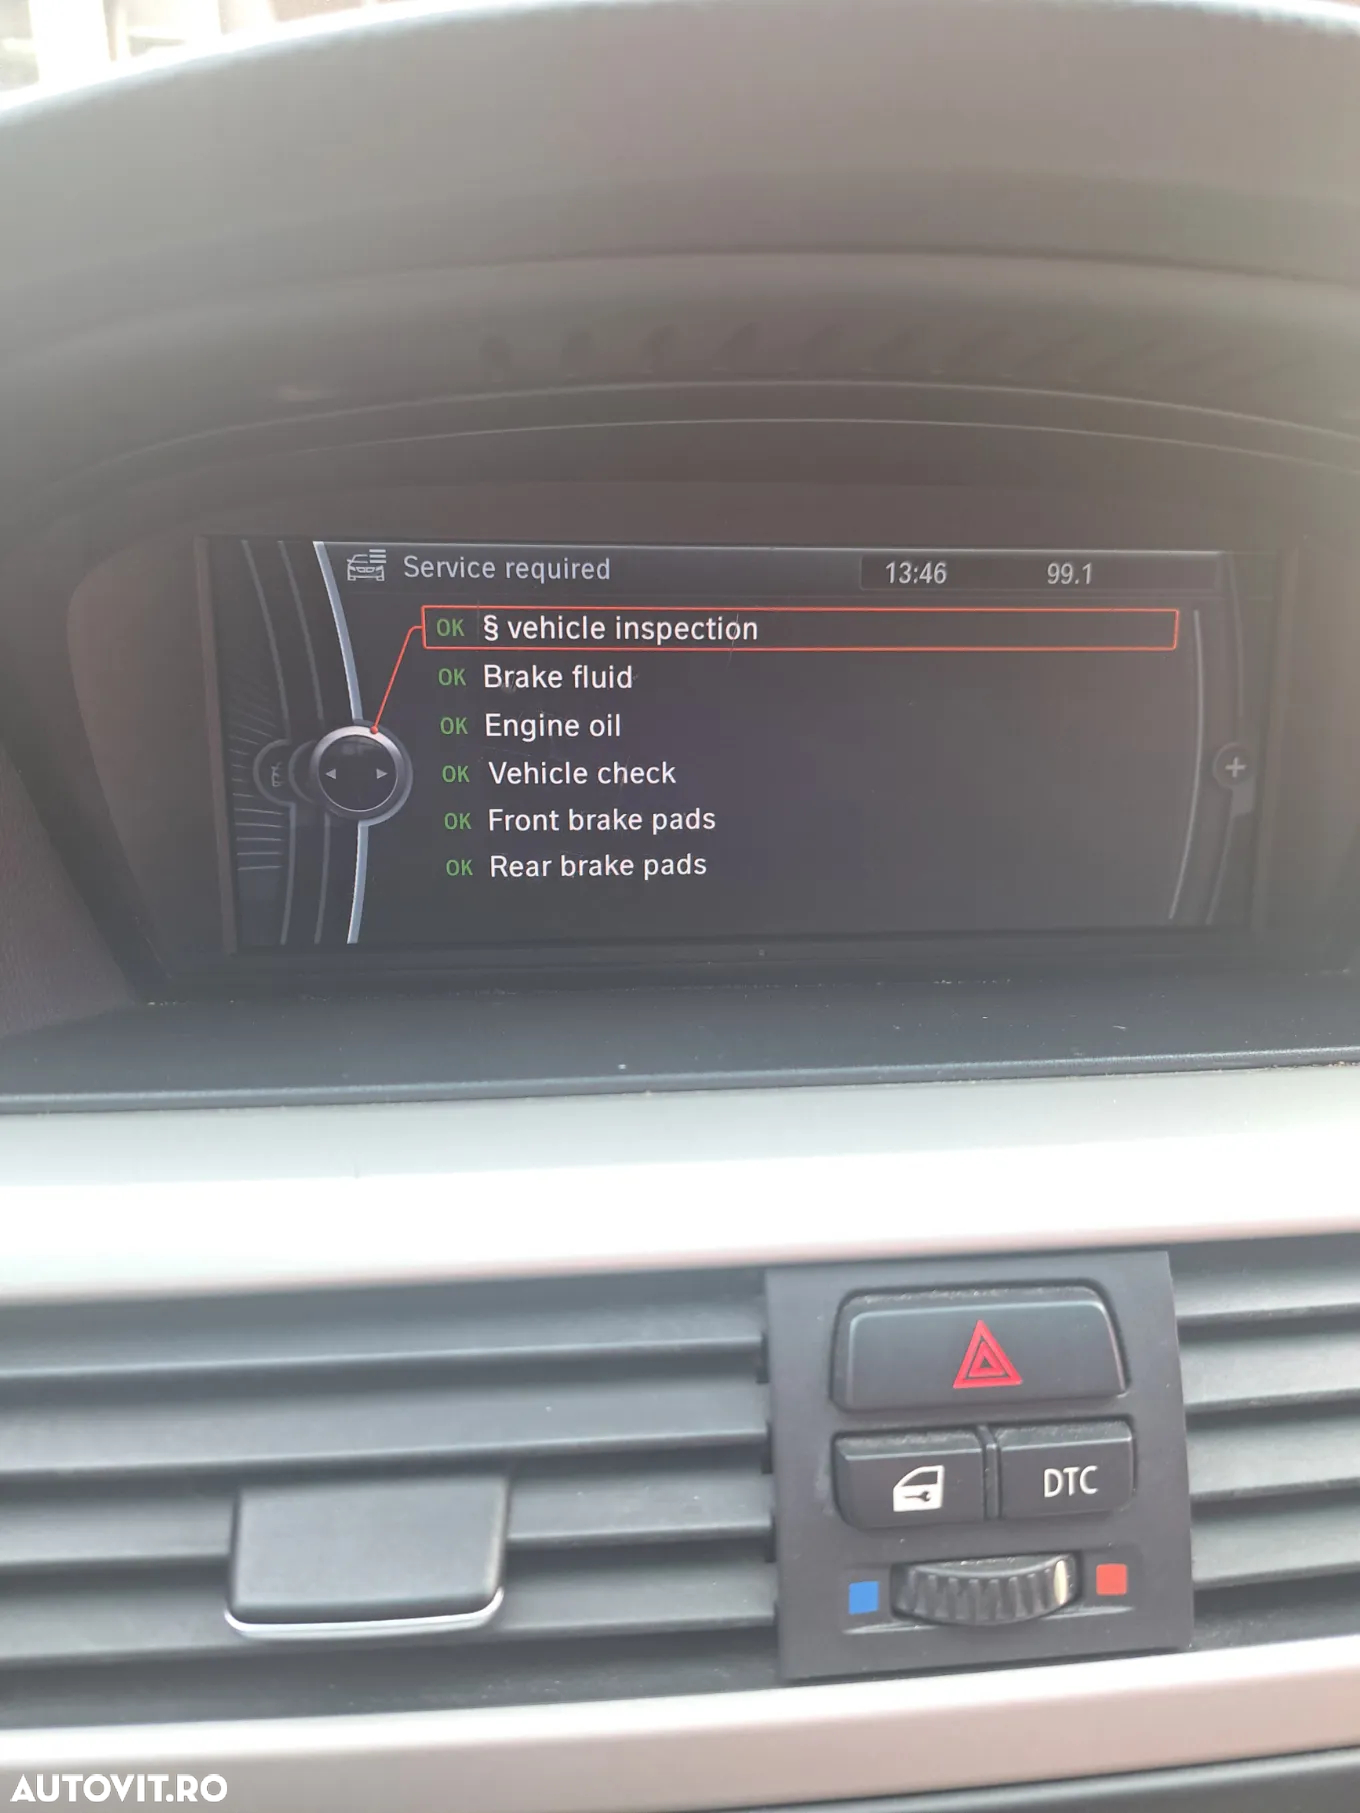 Service required 13:46 99.1
OK § vehicle inspection
OK Brake fluid
OK Engine oil
OK Vehicle check
OK Front brake pads
OK Rear brake pads
DTC
AUTOVIT.RO